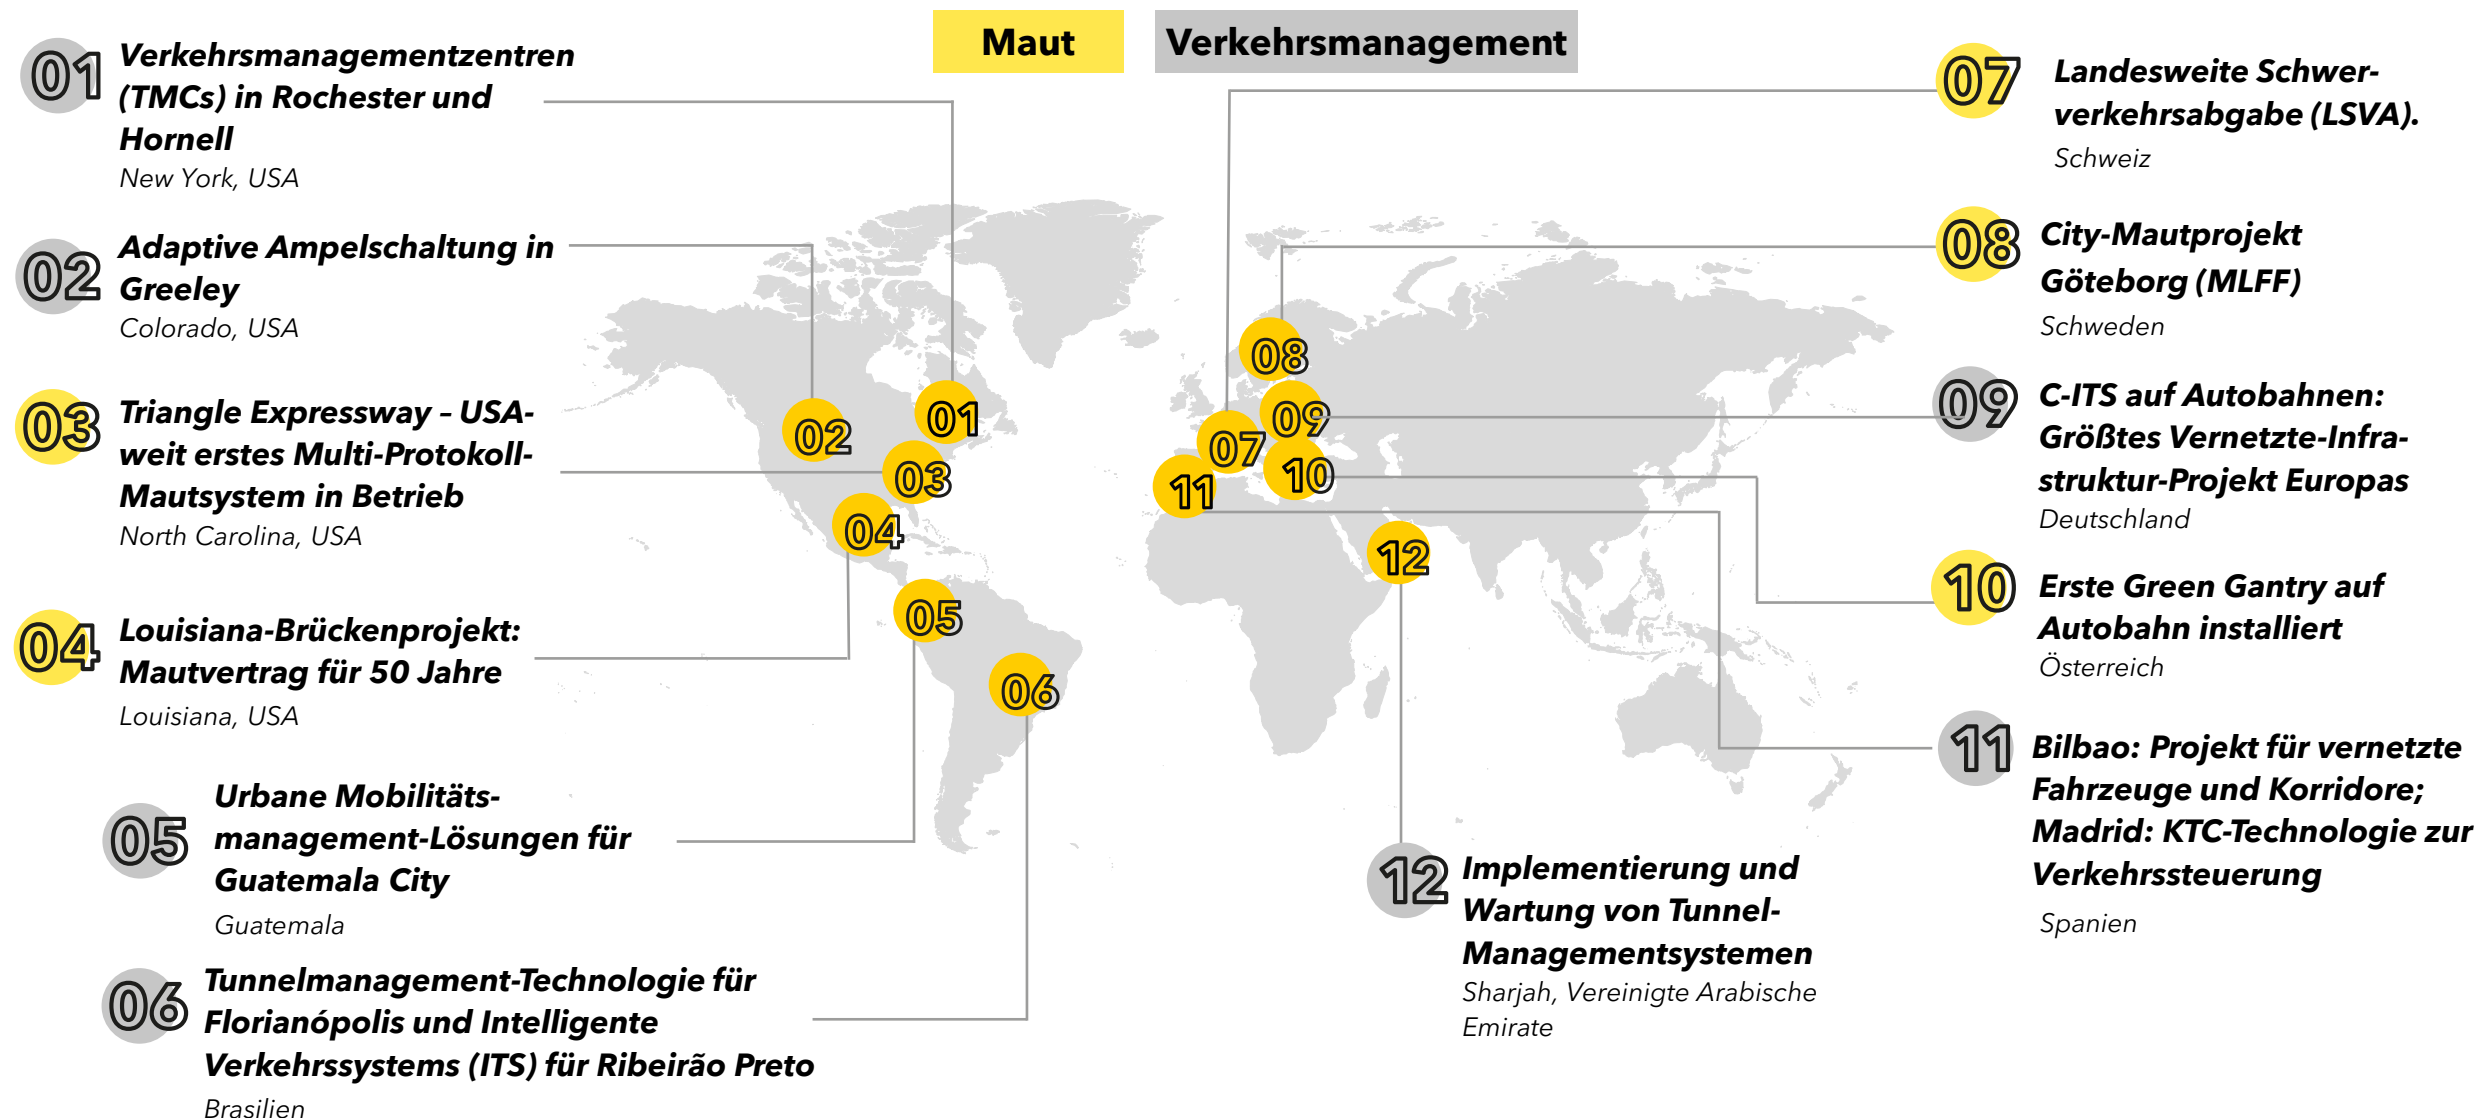 Maut
Verkehrsmanagement
01
Verkehrsmanagementzentren
(TMCs) in Rochester und
Hornell
New York, USA
02
Adaptive Ampelschaltung in
Greeley
Colorado, USA
03
Triangle Expressway – USA-
weit erstes Multi-Protokoll-
Mautsystem in Betrieb
North Carolina, USA
04
Louisiana-Brückenprojekt:
Mautvertrag für 50 Jahre
Louisiana, USA
05
Urbane Mobilitäts-
management-Lösungen für
Guatemala City
Guatemala
06
Tunnelmanagement-Technologie für
Florianópolis und Intelligente
Verkehrssystems (ITS) für Ribeirão Preto
Brasilien
08
01
02
09
07
03
10
11
04
12
05
06
07
Landesweite Schwer-
verkehrsabgabe (LSVA).
Schweiz
08
City-Mautprojekt
Göteborg (MLFF)
Schweden
09
C-ITS auf Autobahnen:
Größtes Vernetzte-Infra-
struktur-Projekt Europas
Deutschland
10
Erste Green Gantry auf
Autobahn installiert
Österreich
11
Bilbao: Projekt für vernetzte
Fahrzeuge und Korridore;
Madrid: KTC-Technologie zur
Verkehrssteuerung
Spanien
12
Implementierung und
Wartung von Tunnel-
Managementsystemen
Sharjah, Vereinigte Arabische
Emirate